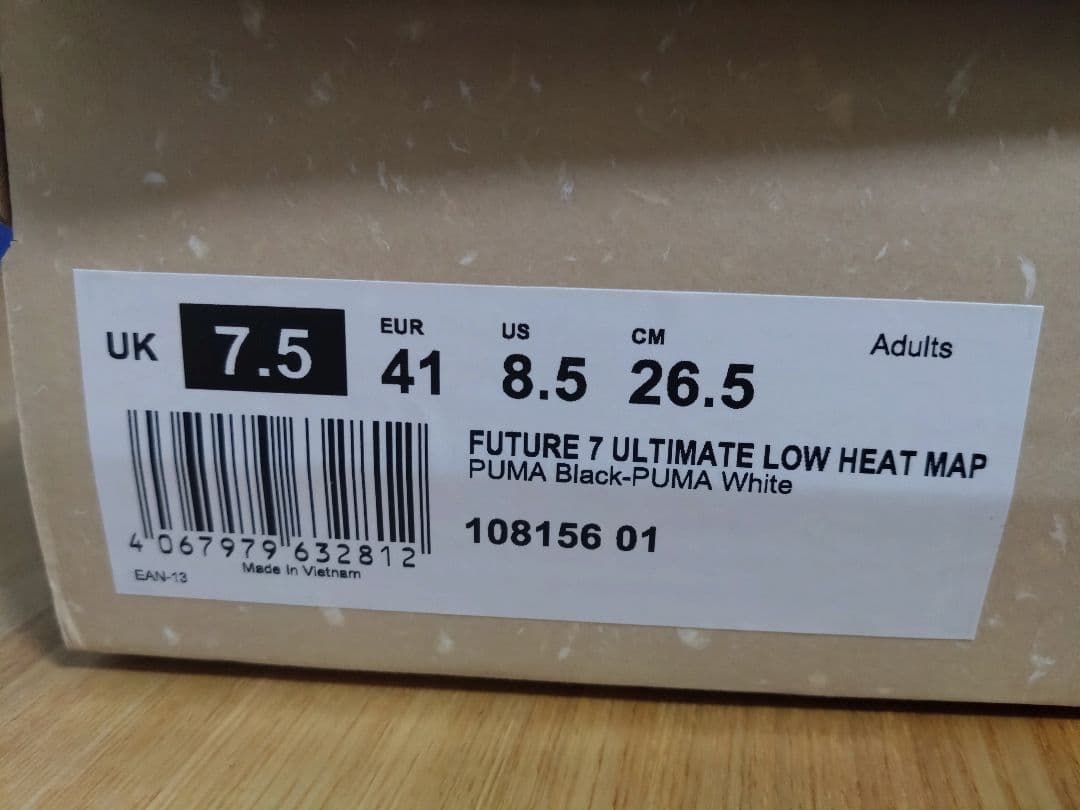 UK 7.5 EUR 41 US 8.5 CM 26.5 Adults
FUTURE 7 ULTIMATE LOW HEAT MAP
PUMA Black-PUMA White
108156 01
4 067979 632812
EAN-13 Made In Vietnam